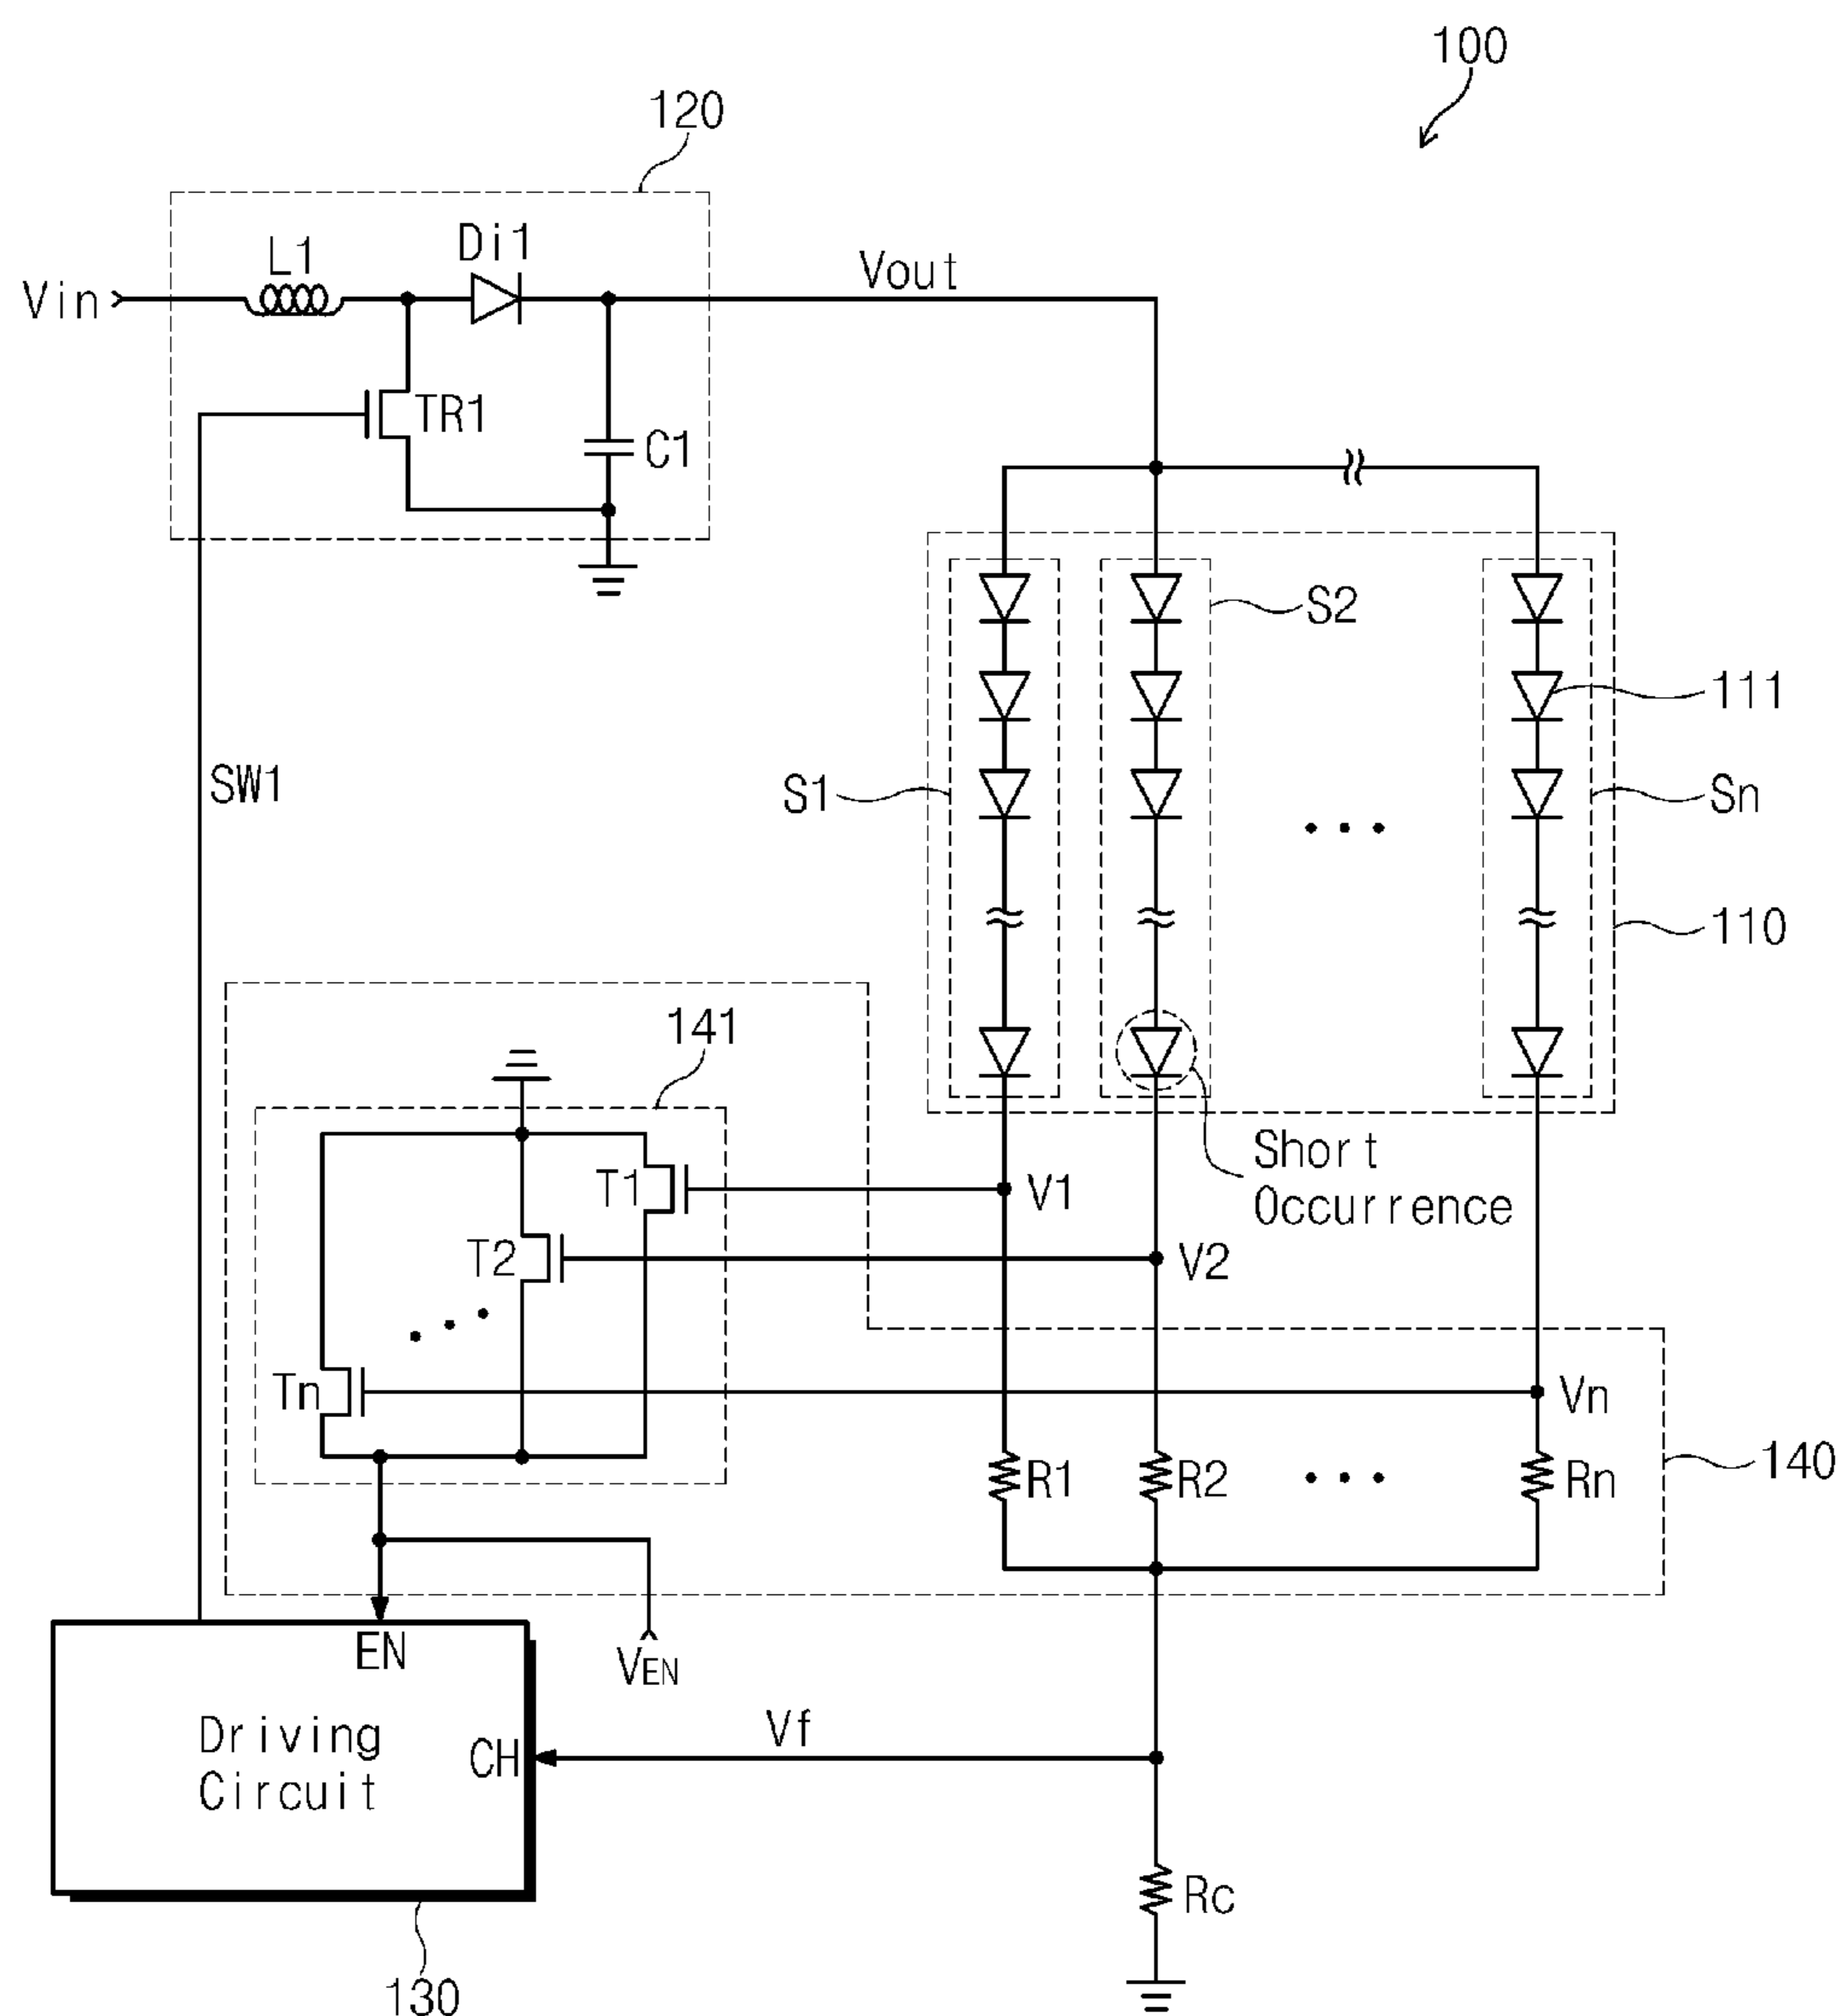 100
120
L1
Di1
Vin
Vout
TR1
C1
S2
111
SW1
S1
Sn
110
141
Short
Occurrence
T1
V1
T2
V2
Tn
Vn
R1
R2
Rn
140
EN
VEN
Driving
Circuit
CH
Vf
Rc
130